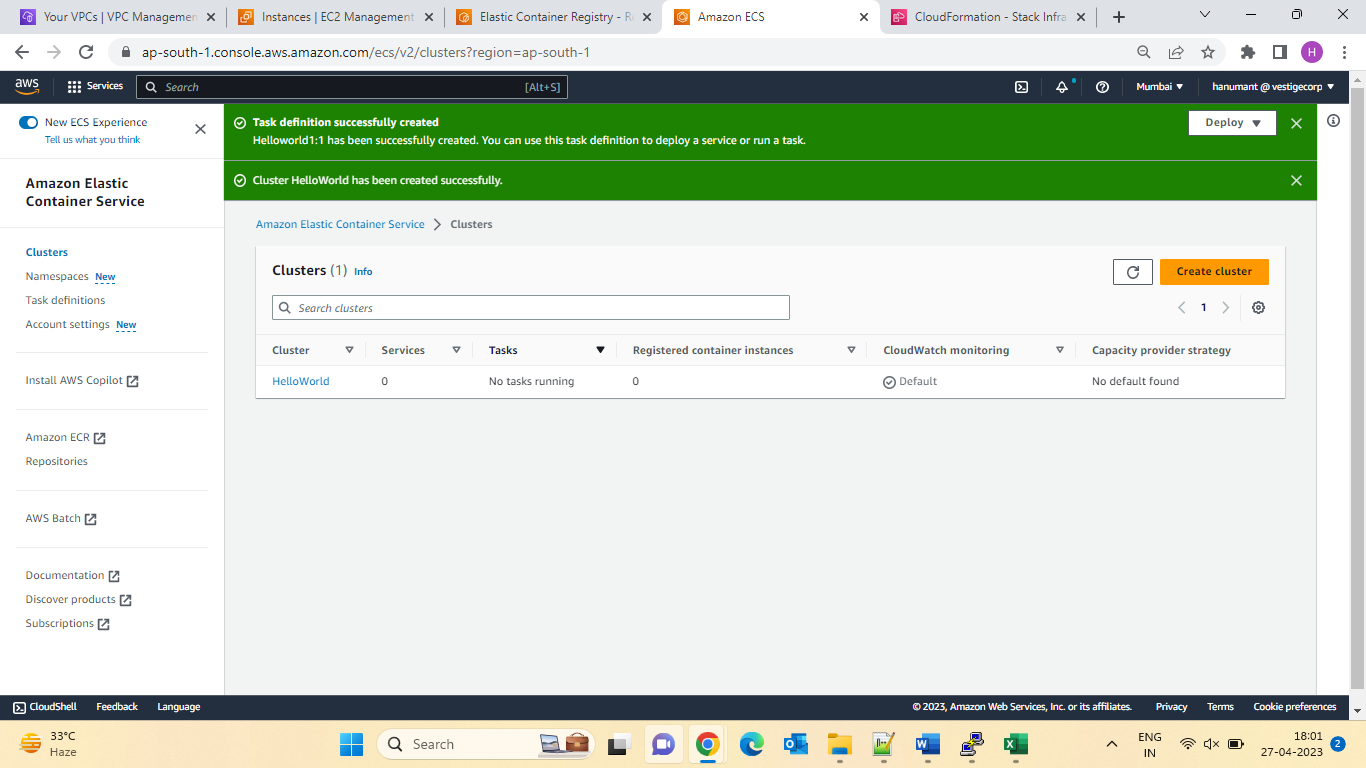 Your VPCs | VPC Managemen
Instances | EC2 Management
Elastic Container Registry - R
Amazon ECS
CloudFormation - Stack Infra
ap-south-1.console.aws.amazon.com/ecs/v2/clusters?region=ap-south-1
H
aws
Services
Search
[Alt+S]
Mumbai
hanumant @ vestigecorp
New ECS Experience
Tell us what you think
Task definition successfully created
Helloworld1:1 has been successfully created. You can use this task definition to deploy a service or run a task.
Deploy
Cluster HelloWorld has been created successfully.
Amazon Elastic
Container Service
Clusters
Namespaces New
Task definitions
Account settings New
Install AWS Copilot
Amazon ECR
Repositories
AWS Batch
Documentation
Discover products
Subscriptions
Amazon Elastic Container Service > Clusters
Clusters (1) Info
Create cluster
Search clusters
1
Cluster Services Tasks Registered container instances CloudWatch monitoring Capacity provider strategy
HelloWorld 0 No tasks running 0 Default No default found
CloudShell Feedback Language
© 2023, Amazon Web Services, Inc. or its affiliates. Privacy Terms Cookie preferences
33°C
Haze
Search
ENG
IN
18:01
27-04-2023
2